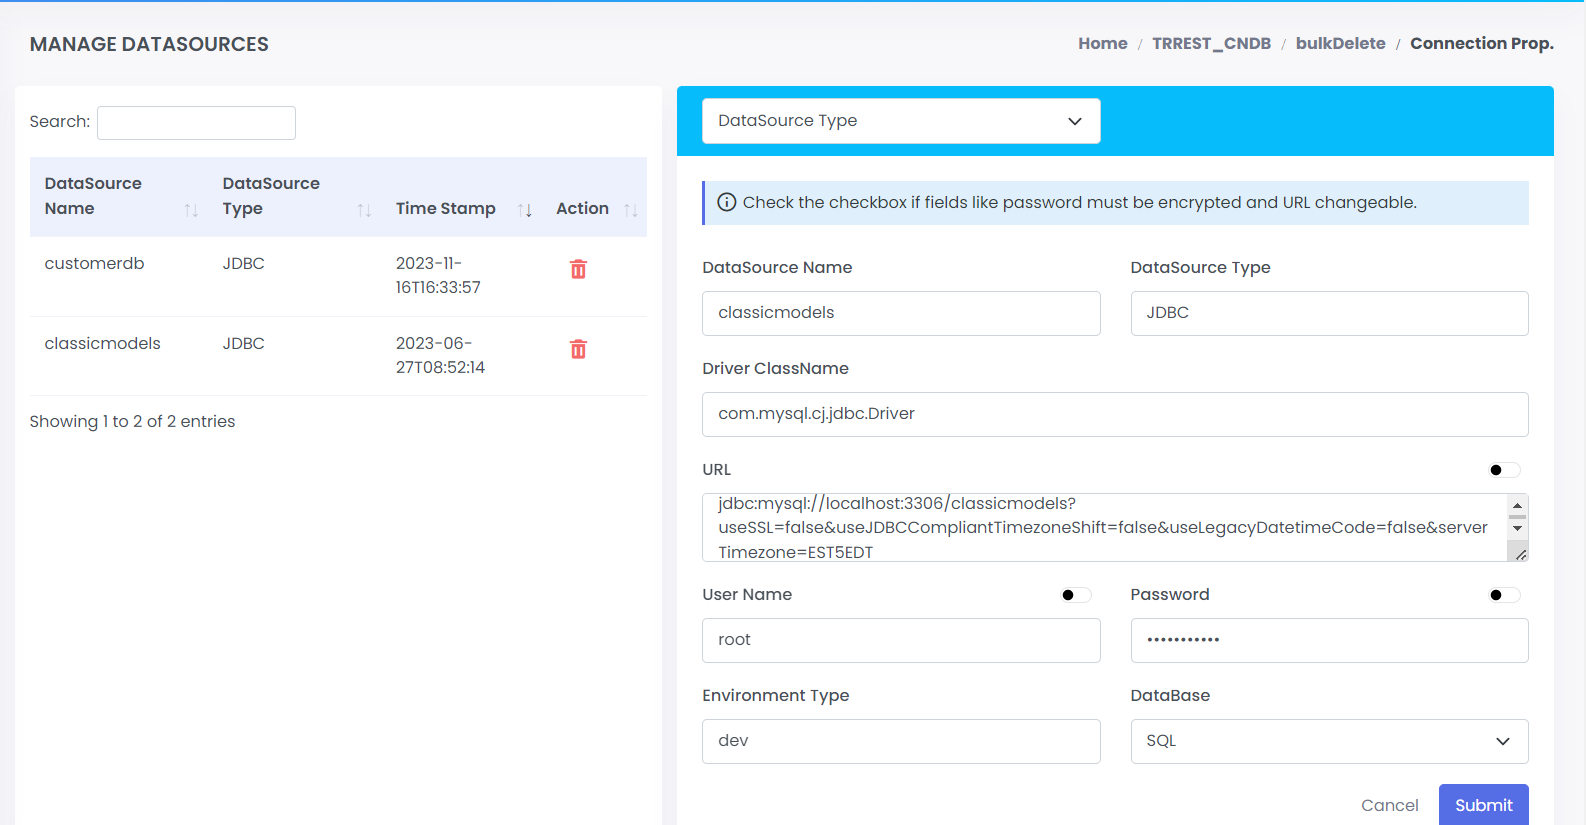 MANAGE DATASOURCES
Home / TRREST_CNDB / bulkDelete / Connection Prop.
Search:
DataSource Name
DataSource Type
Time Stamp
Action
customerdb
JDBC
2023-11-
16T16:33:57
classicmodels
JDBC
2023-06-
27T08:52:14
Showing 1 to 2 of 2 entries
DataSource Type
Check the checkbox if fields like password must be encrypted and URL changeable.
DataSource Name
classicmodels
DataSource Type
JDBC
Driver ClassName
com.mysql.cj.jdbc.Driver
URL
jdbc:mysql://localhost:3306/classicmodels?
useSSL=false&useJDBCCompliantTimezoneShift=false&useLegacyDatetimeCode=false&server
Timezone=EST5EDT
User Name
root
Password
•••••••••••
Environment Type
dev
DataBase
SQL
Cancel
Submit